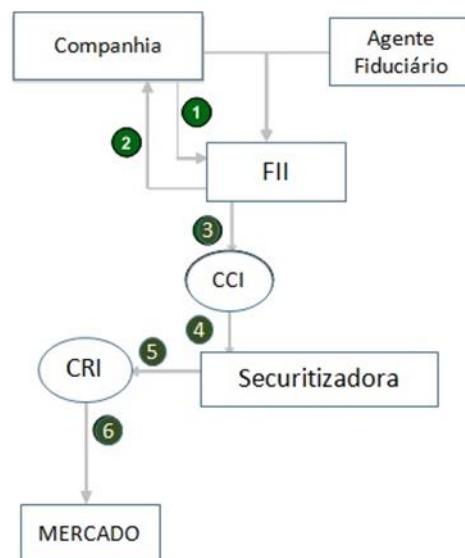 Companhia
Agente
Fiduciário
1
2
FII
3
CCI
4
5
CRI
Securitizadora
6
MERCADO